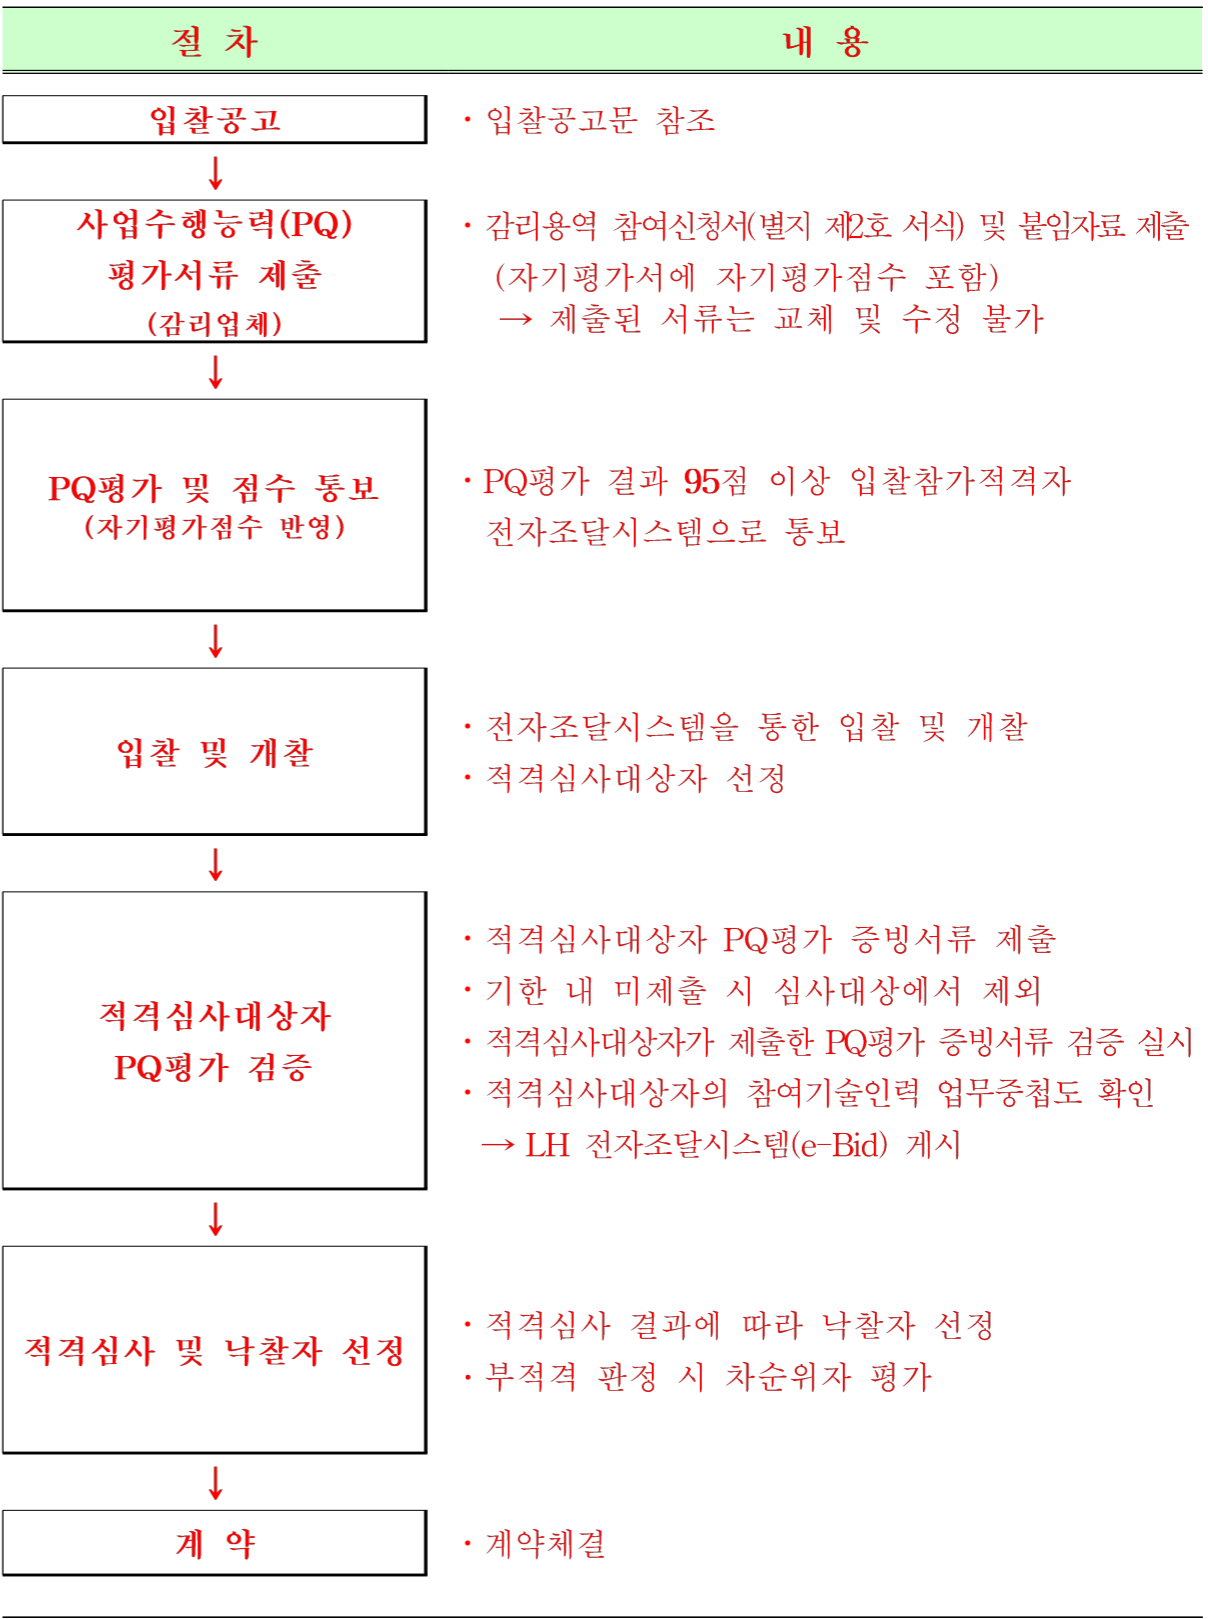 절 차 내 용
입찰공고
· 입찰공고문 참조
↓
사업수행능력(PQ)
평가서류 제출
(감리업체)
· 감리용역 참여신청서(별지 제2호 서식) 및 붙임자료 제출
(자기평가서에 자기평가점수 포함)
→ 제출된 서류는 교체 및 수정 불가
↓
PQ평가 및 점수 통보
(자기평가점수 반영)
· PQ평가 결과 95점 이상 입찰참가적격자
전자조달시스템으로 통보
↓
입찰 및 개찰
· 전자조달시스템을 통한 입찰 및 개찰
· 적격심사대상자 선정
↓
적격심사대상자
PQ평가 검증
· 적격심사대상자 PQ평가 증빙서류 제출
· 기한 내 미제출 시 심사대상에서 제외
· 적격심사대상자가 제출한 PQ평가 증빙서류 검증 실시
· 적격심사대상자의 참여기술인력 업무중첩도 확인
→ LH 전자조달시스템(e-Bid) 게시
↓
적격심사 및 낙찰자 선정
· 적격심사 결과에 따라 낙찰자 선정
· 부적격 판정 시 차순위자 평가
↓
계 약
· 계약체결